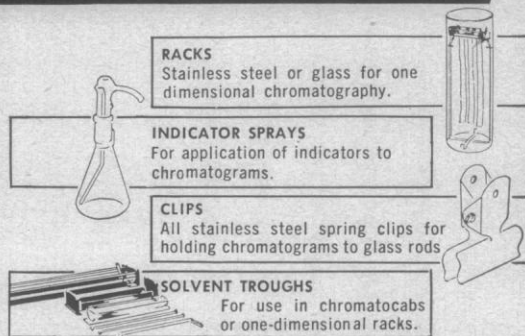 RACKS
Stainless steel or glass for one
dimensional chromatography.
INDICATOR SPRAYS
For application of indicators to
chromatograms.
CLIPS
All stainless steel spring clips for
holding chromatograms to glass rods
SOLVENT TROUGHS
For use in chromatocabs
or one-dimensional racks.